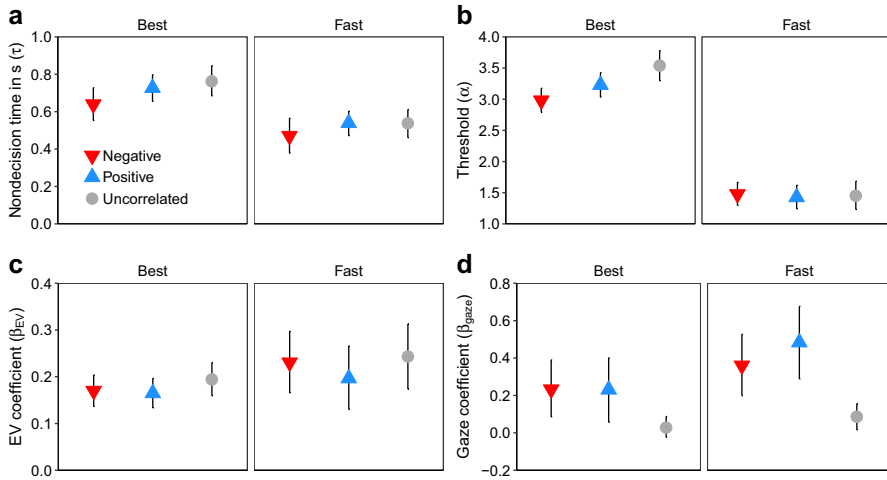 a
Best
Fast
Nondecision time in s (τ)
1.0
0.8
0.6
0.4
0.2
0.0
Negative
Positive
Uncorrelated
b
Best
Fast
Threshold (α)
4.0
3.5
3.0
2.5
2.0
1.5
1.0
c
Best
Fast
EV coefficient (βEV)
0.4
0.3
0.2
0.1
0.0
d
Best
Fast
Gaze coefficient (βgaze)
0.8
0.6
0.4
0.2
0.0
−0.2